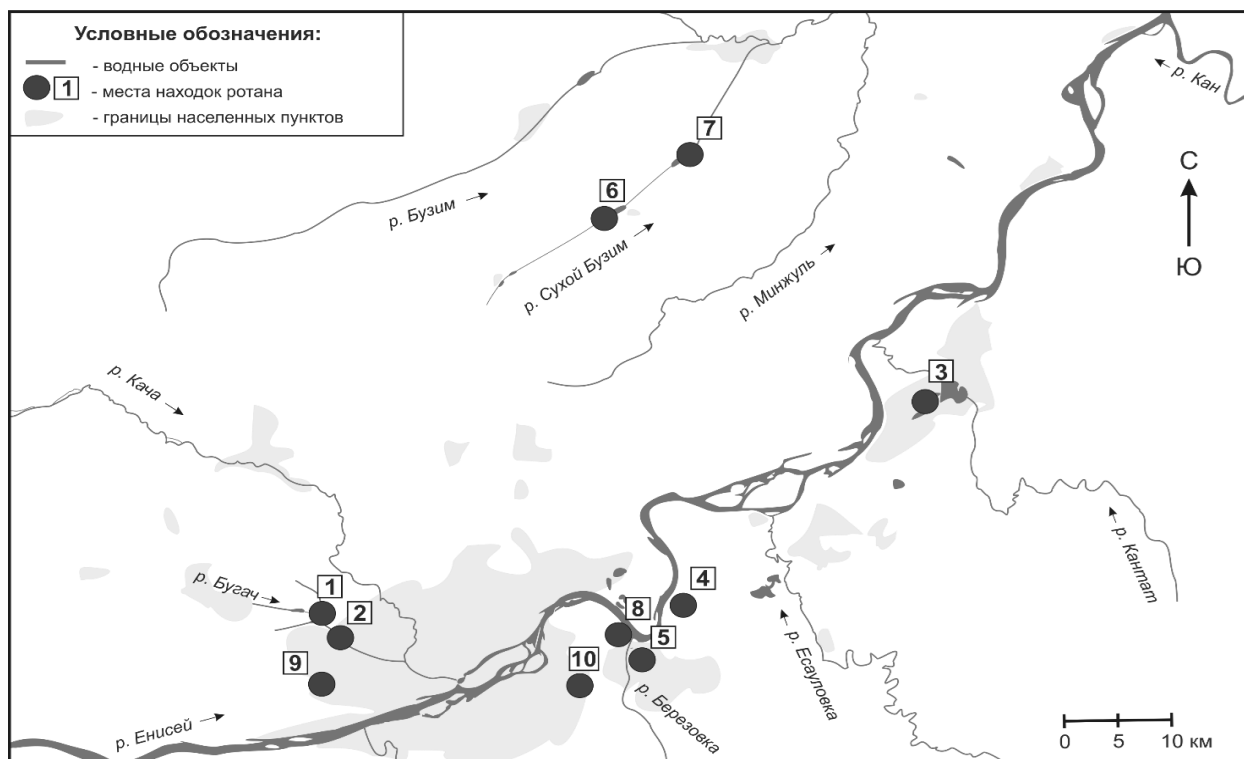 Условные обозначения:
- водные объекты
1 - места находок ротана
- границы населенных пунктов
р. Кан
С
Ю
7
6
р. Бузим
р. Сухой Бузим
р. Минжуль
3
р. Кача
р. Кантат
р. Бугач
1
2
4
8
5
9
10
р. Есауловка
р. Березовка
р. Енисей
0 5 10 км